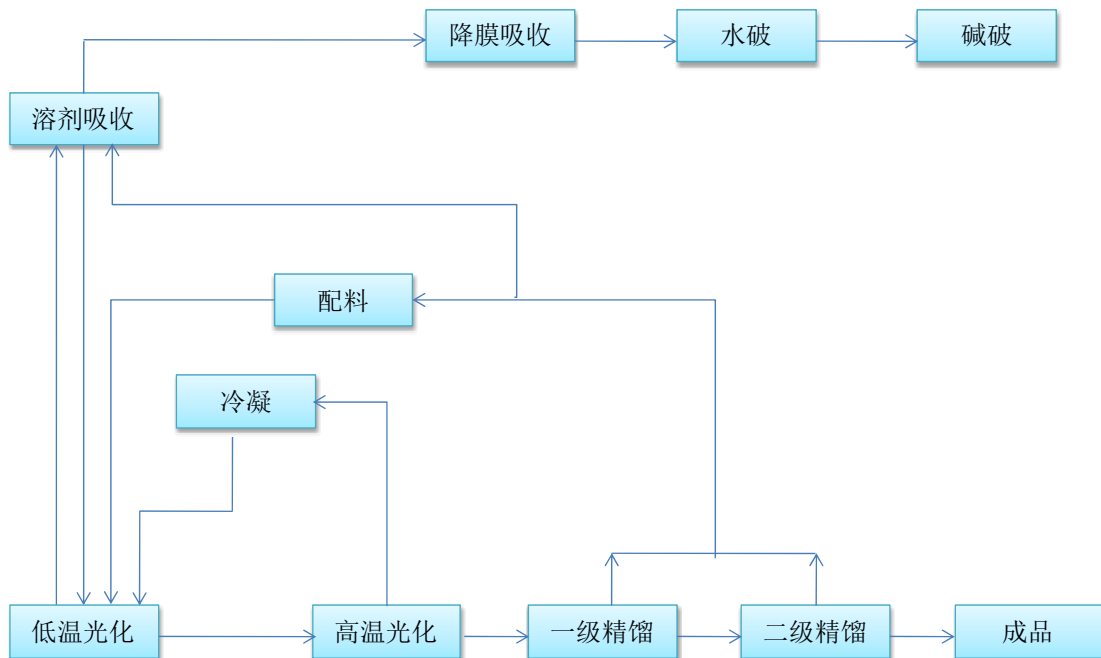 降膜吸收
水破
碱破
溶剂吸收
配料
冷凝
低温光化
高温光化
一级精馏
二级精馏
成品